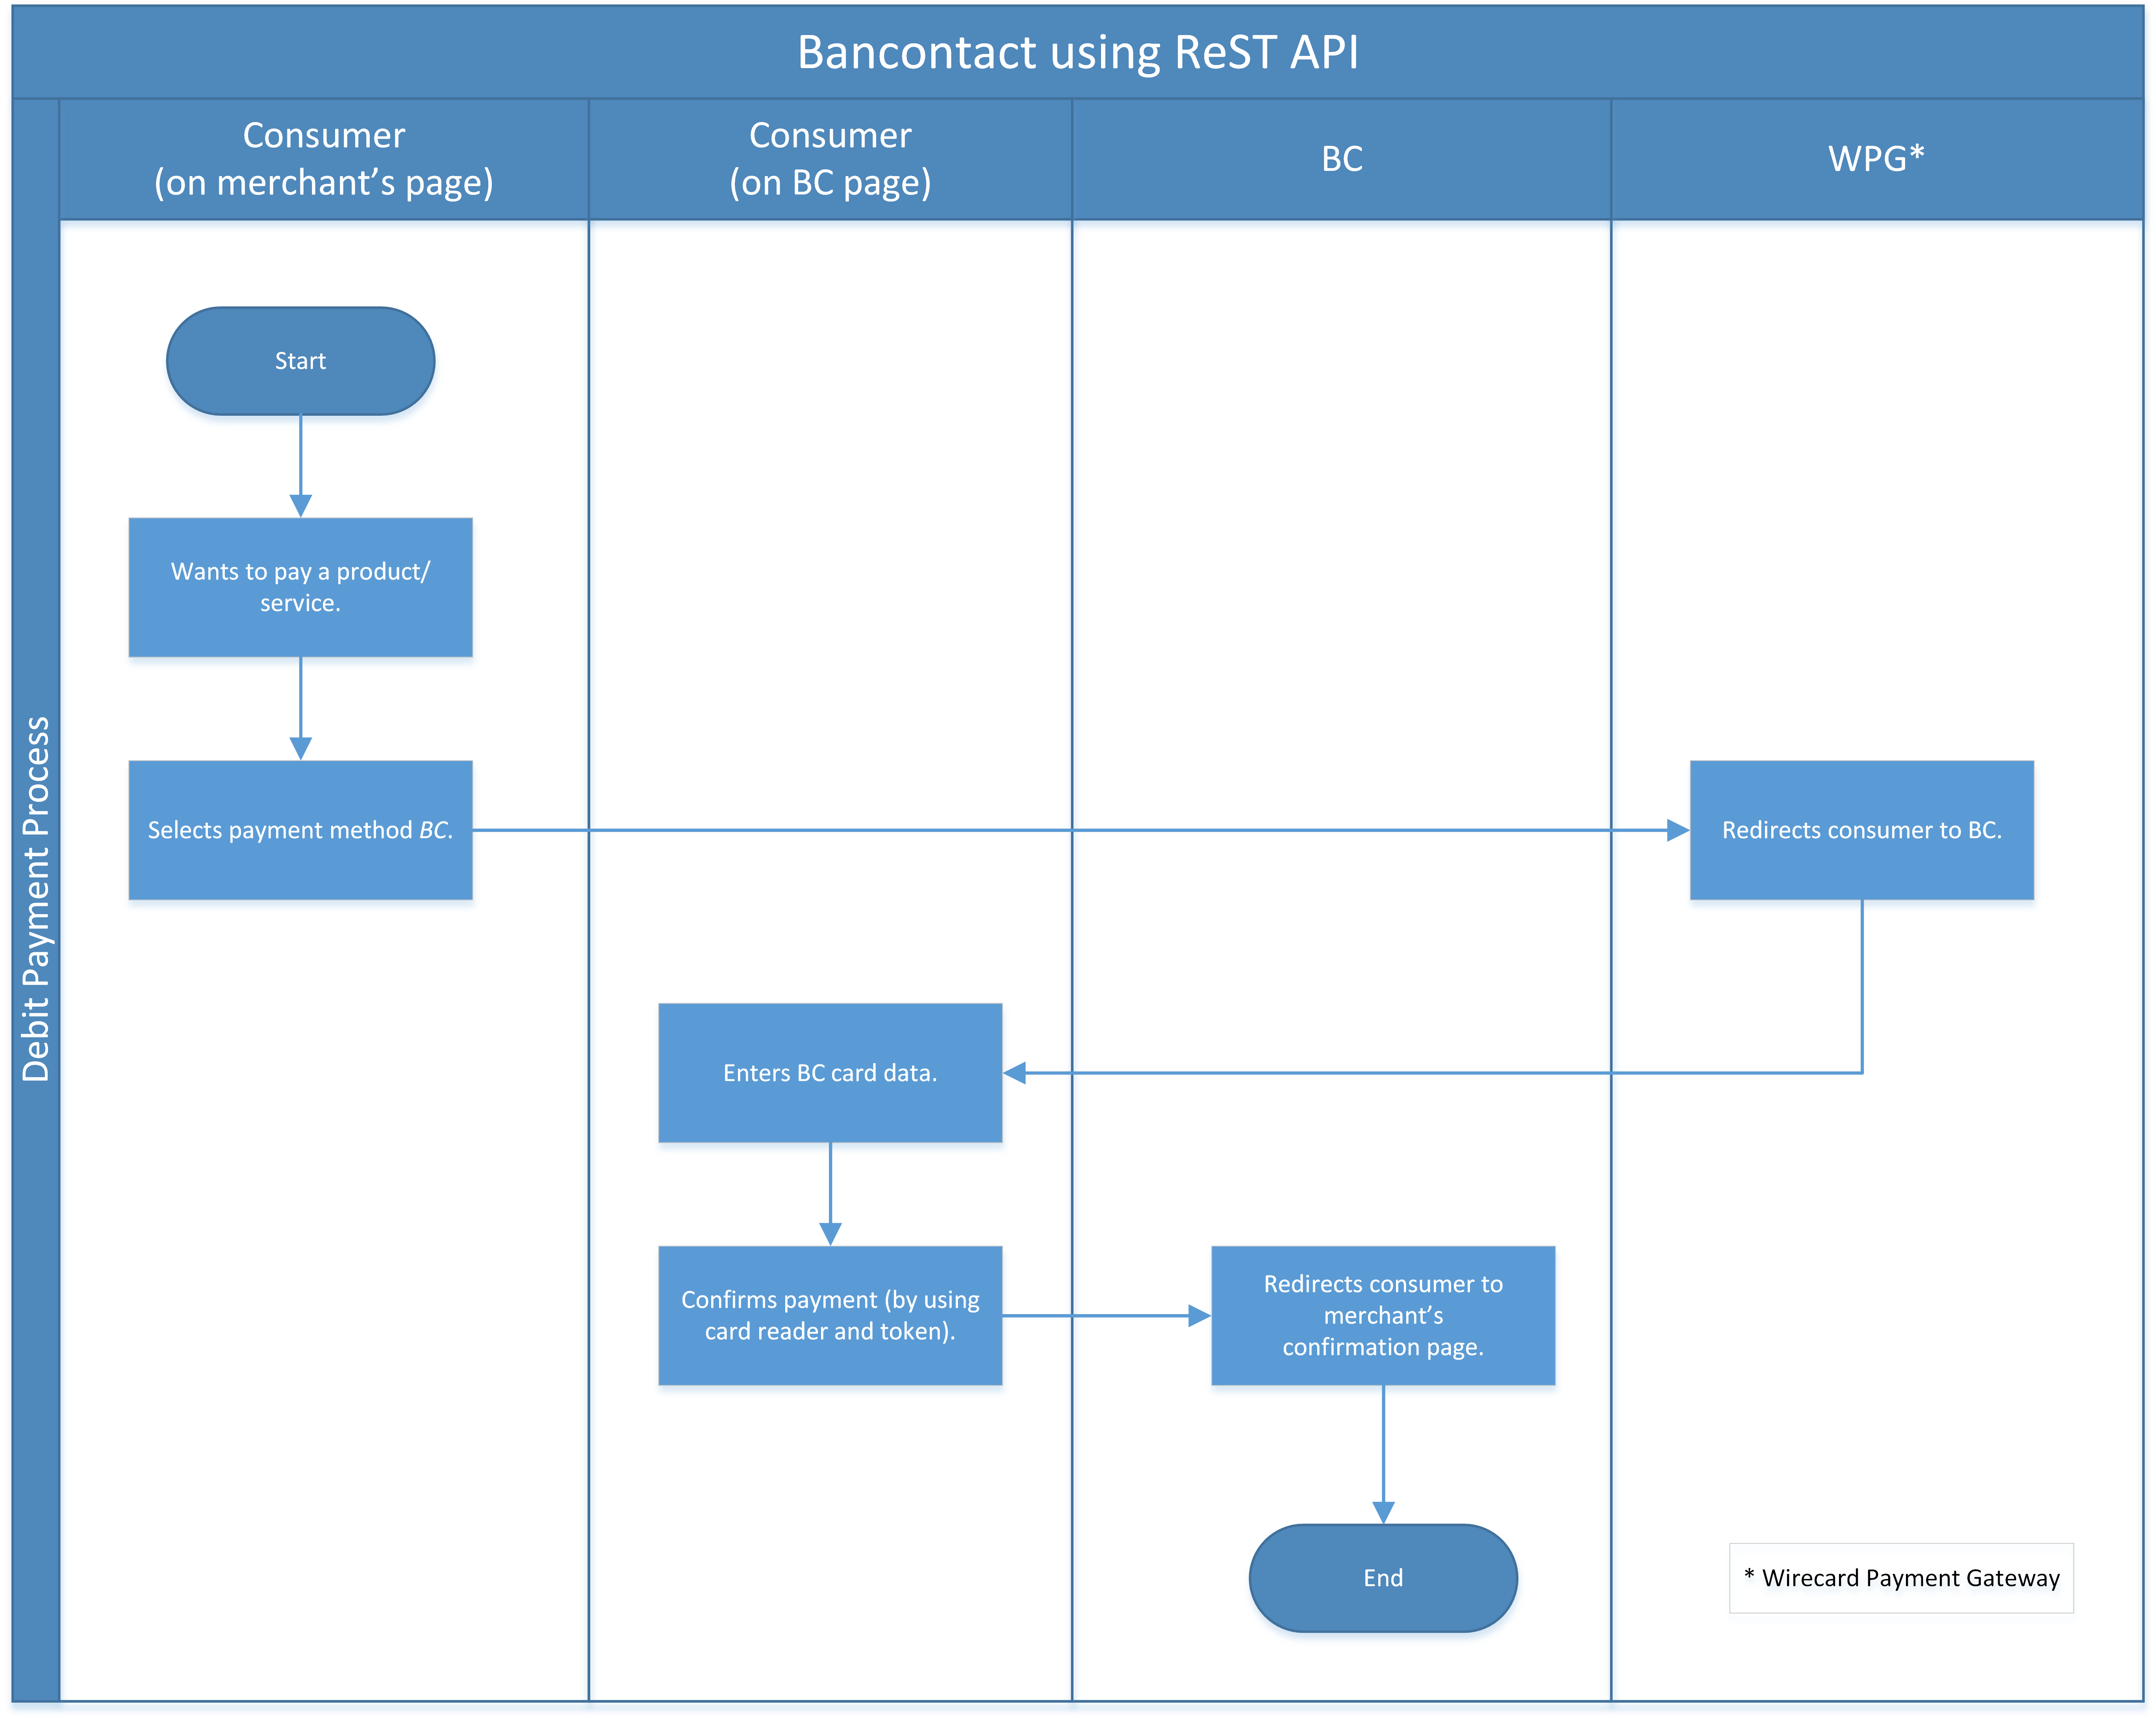 Bancontact using ReST API
Debit Payment Process
Consumer
(on merchant’s page)
Consumer
(on BC page)
BC
WPG*
Start
Wants to pay a product/
service.
Selects payment method BC.
Redirects consumer to BC.
Enters BC card data.
Confirms payment (by using
card reader and token).
Redirects consumer to
merchant’s
confirmation page.
End
* Wirecard Payment Gateway